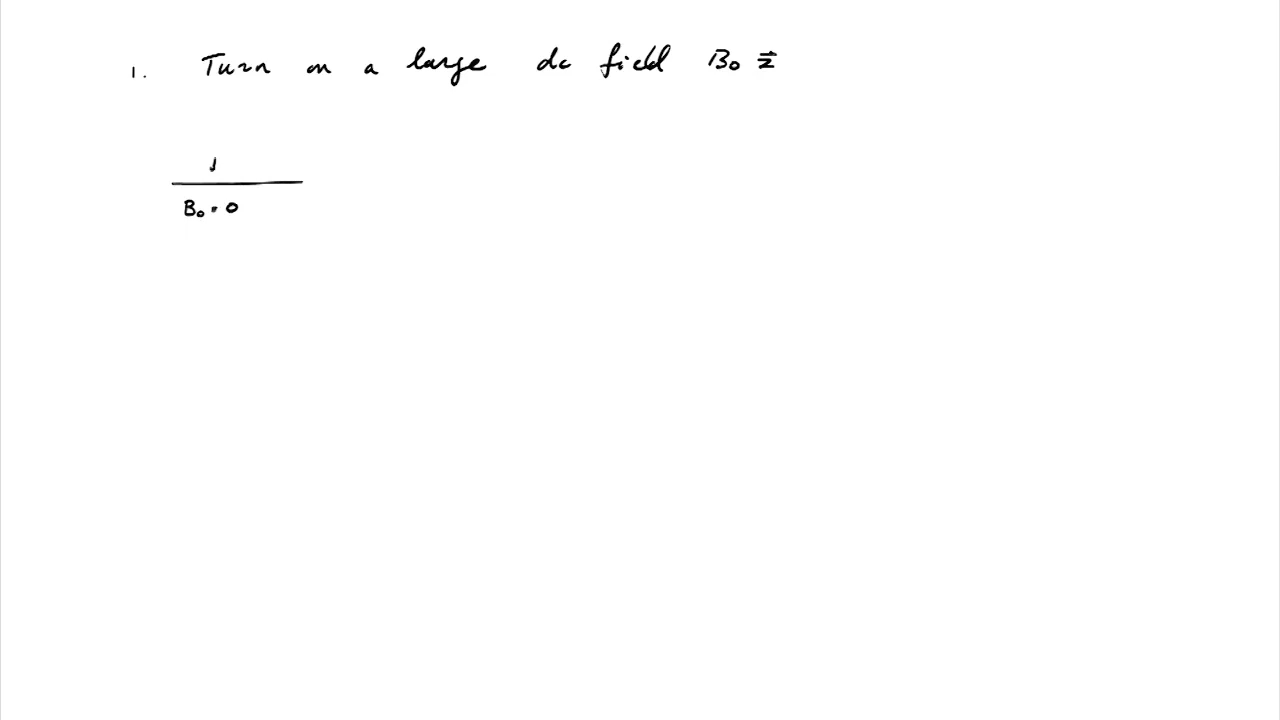 1. Turn on a large dc field B₀ z⃗
B₀ = 0